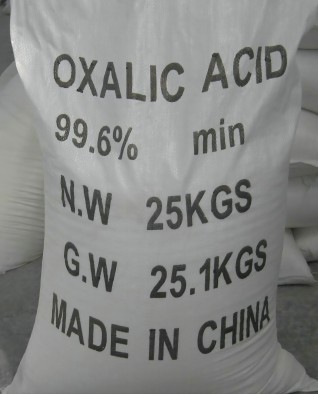 OXALIC ACID
99.6% min
N.W 25KGS
G.W 25.1KGS
MADE IN CHINA